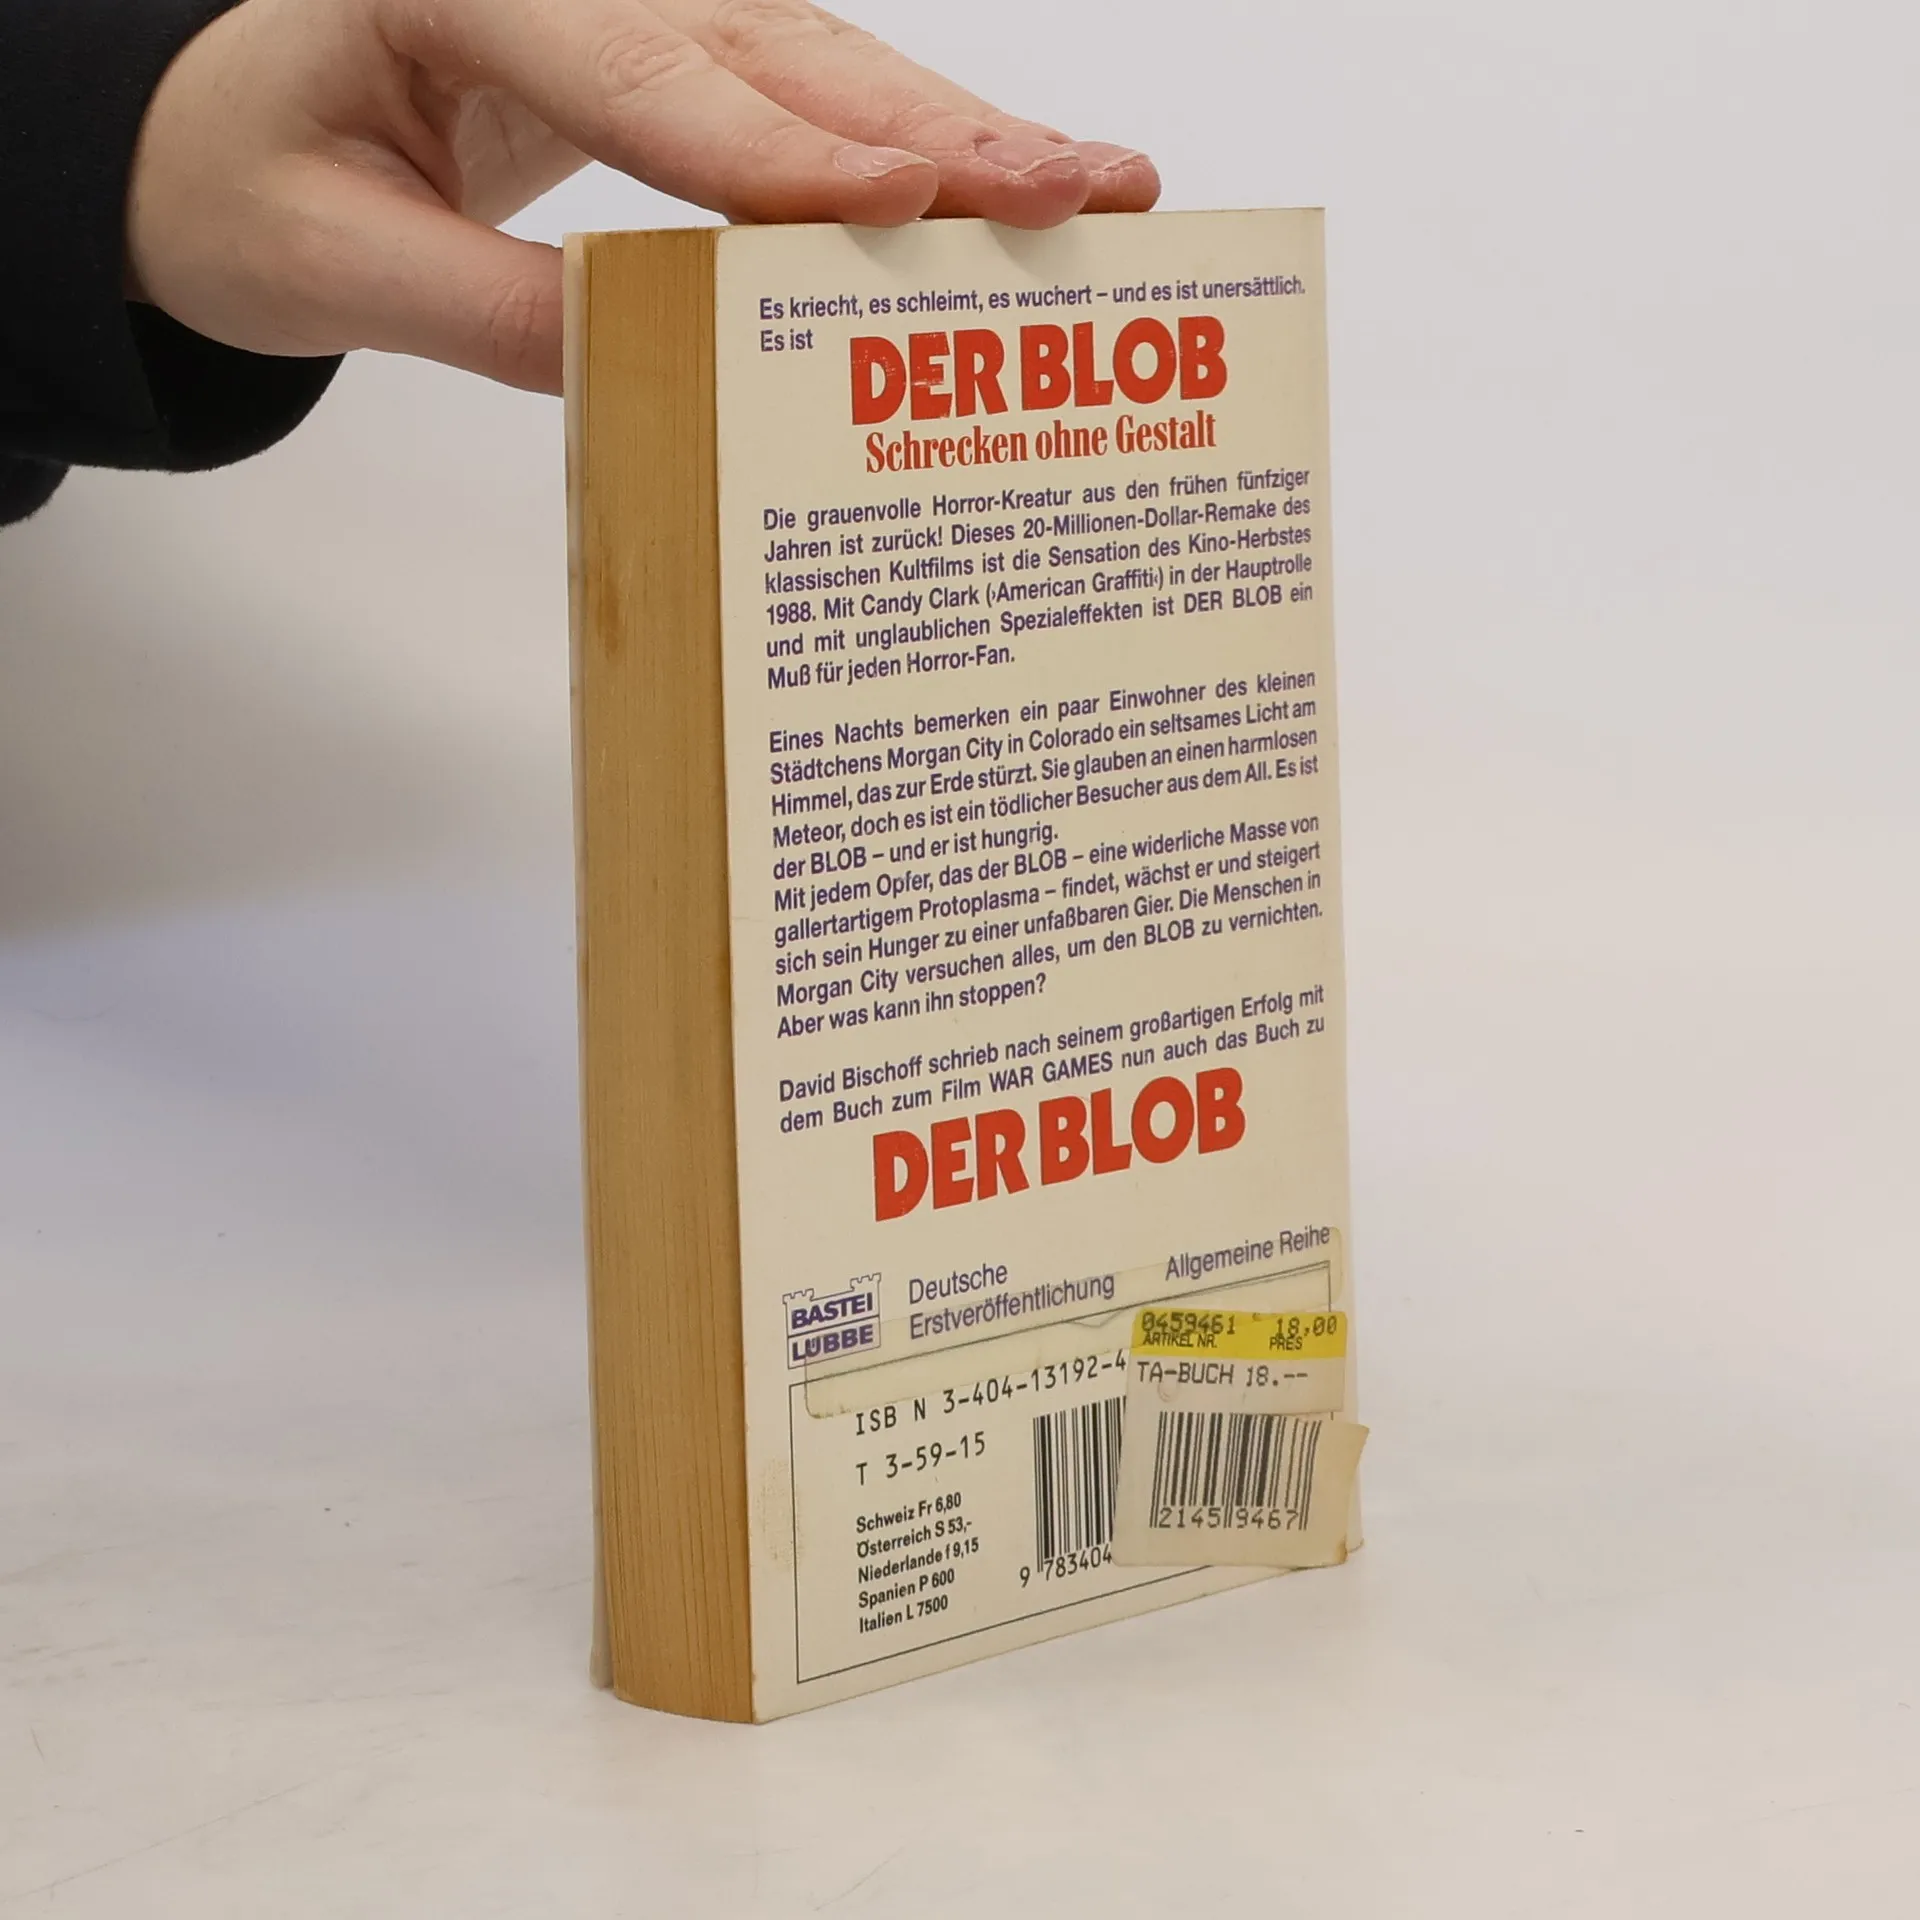 Es kriecht, es schleimt, es wuchert – und es ist unersättlich.
Es ist
DER BLOB
Schrecken ohne Gestalt
Die grauenvolle Horror-Kreatur aus den frühen fünfziger
Jahren ist zurück! Dieses 20-Millionen-Dollar-Remake des
klassischen Kultfilms ist die Sensation des Kino-Herbstes
1988. Mit Candy Clark (›American Graffiti‹) in der Hauptrolle
und mit unglaublichen Spezialeffekten ist DER BLOB ein
Muß für jeden Horror-Fan.
Eines Nachts bemerken ein paar Einwohner des kleinen
Städtchens Morgan City in Colorado ein seltsames Licht am
Himmel, das zur Erde stürzt. Sie glauben an einen harmlosen
Meteor, doch es ist ein tödlicher Besucher aus dem All. Es ist
der BLOB – und er ist hungrig.
Mit jedem Opfer, das der BLOB – eine widerliche Masse von
gallertartigem Protoplasma – findet, wächst er und steigert
sich sein Hunger zu einer unfaßbaren Gier. Die Menschen in
Morgan City versuchen alles, um den BLOB zu vernichten.
Aber was kann ihn stoppen?
David Bischoff schrieb nach seinem großartigen Erfolg mit
dem Buch zum Film WAR GAMES nun auch das Buch zu
DER BLOB
BASTEI
LÜBBE
Deutsche
Erstveröffentlichung
Allgemeine Reihe
0459461 18,00
ARTIKEL NR. PREIS
TA-BUCH 18.--
21459467
ISBN 3-404-13192-4
T 3-59-15
Schweiz Fr 6,80
Österreich S 53,-
Niederlande f 9,15
Spanien P 600
Italien L 7500
9 783404